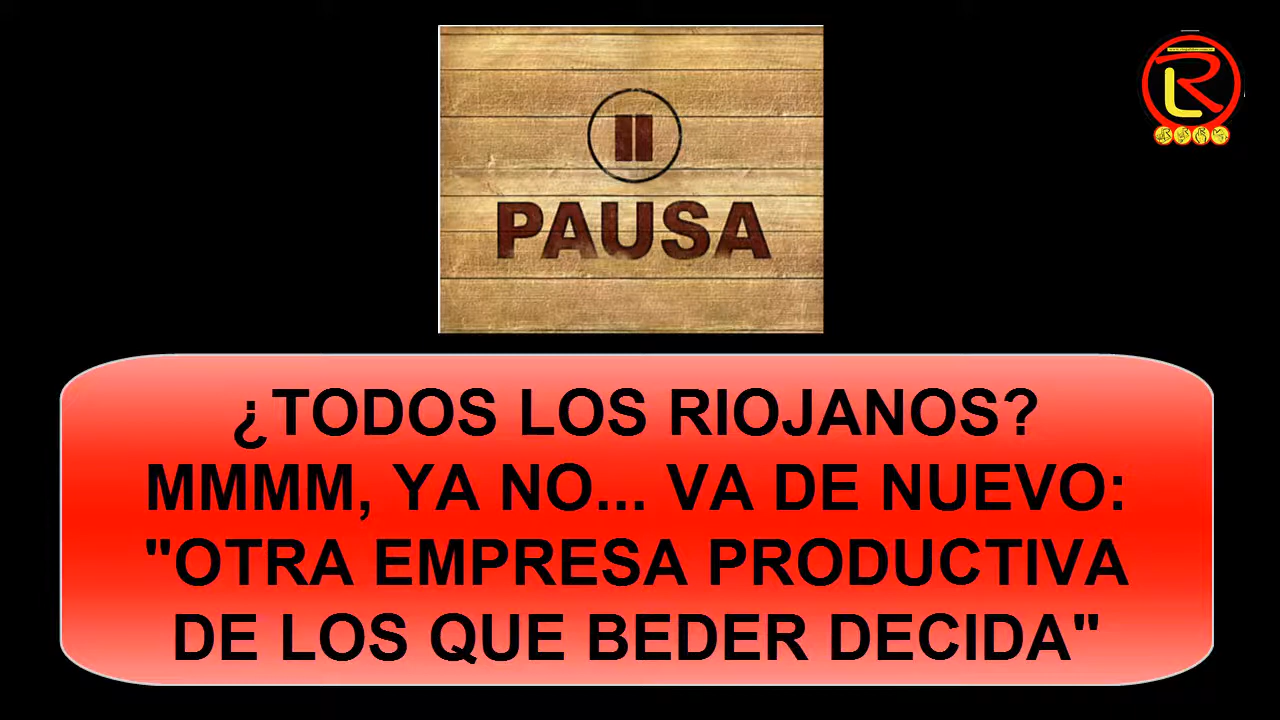 PAUSA
¿TODOS LOS RIOJANOS?
MMMM, YA NO... VA DE NUEVO:
"OTRA EMPRESA PRODUCTIVA
DE LOS QUE BEDER DECIDA"